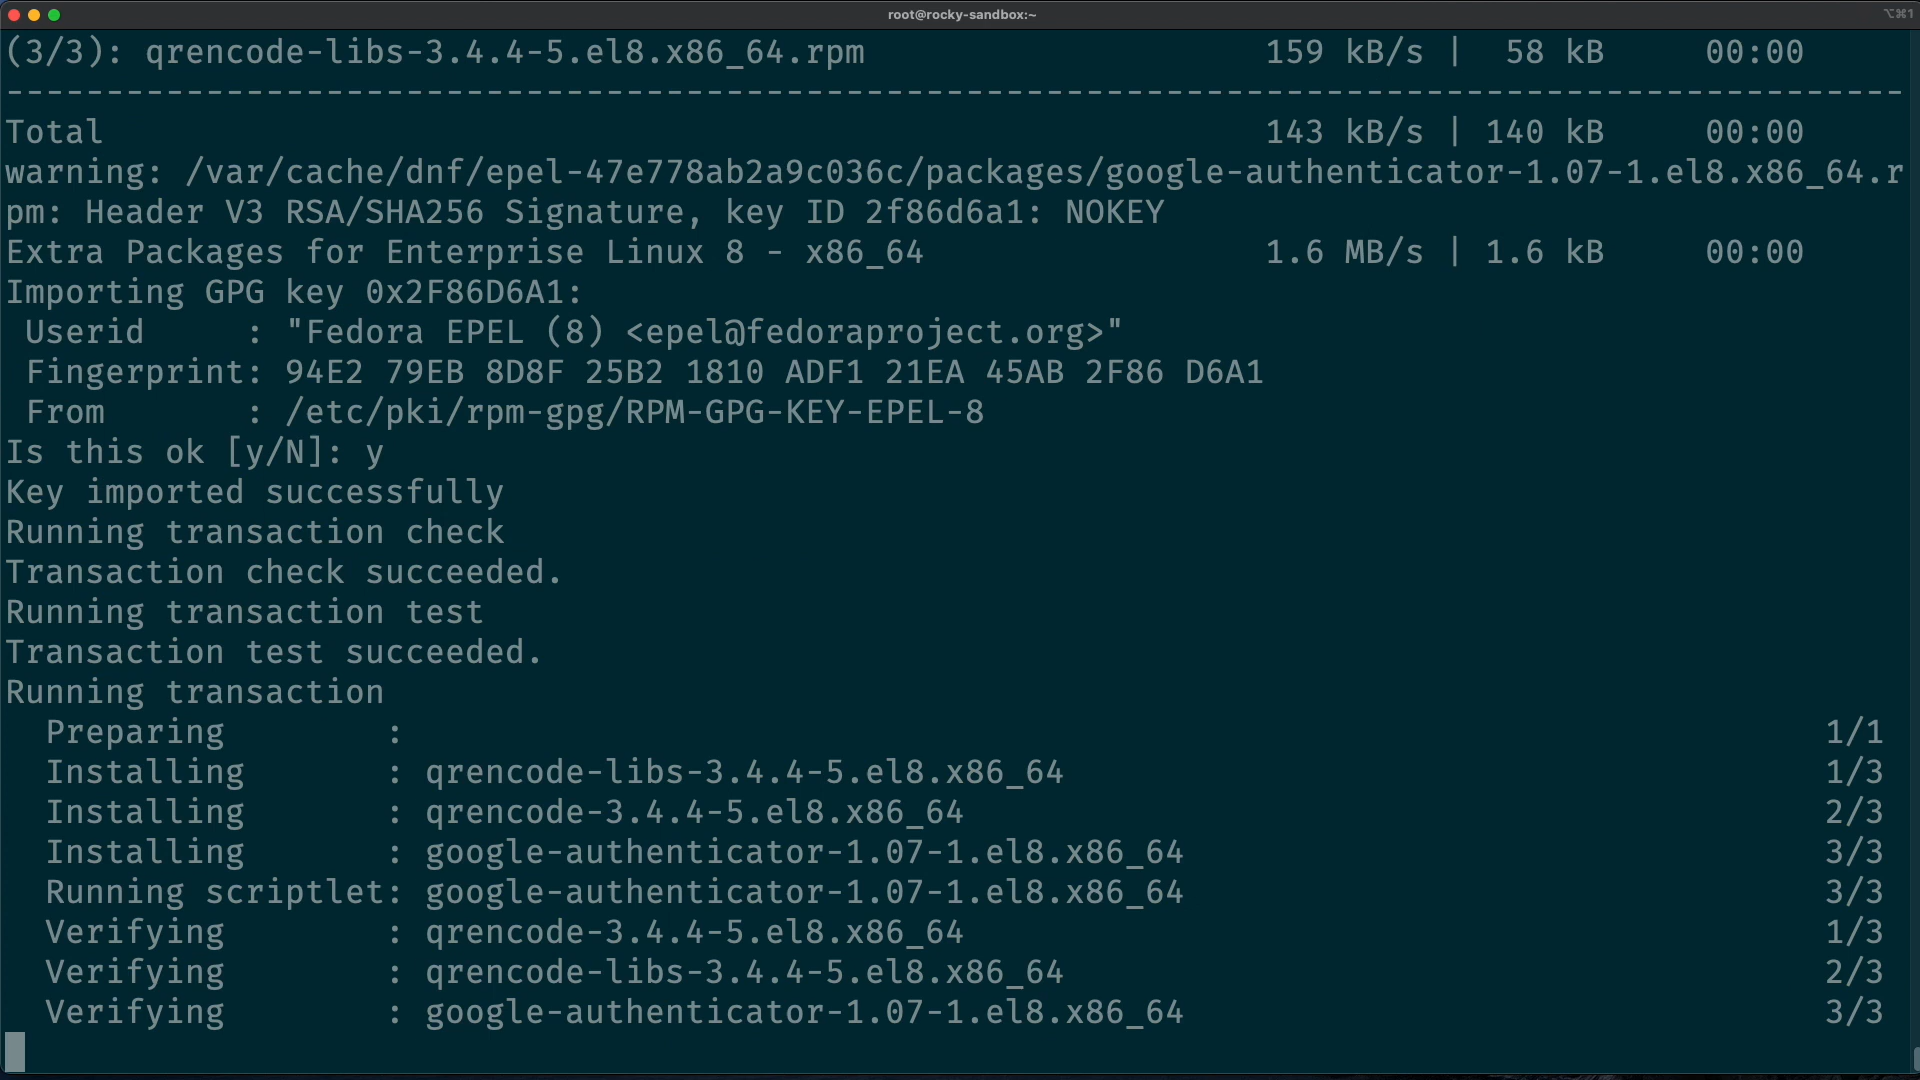 root@rocky-sandbox:~
⌥⌘1
(3/3): qrencode-libs-3.4.4-5.el8.x86_64.rpm 159 kB/s | 58 kB 00:00
-----------------------------------------------------------------------------------------------
Total 143 kB/s | 140 kB 00:00
warning: /var/cache/dnf/epel-47e778ab2a9c036c/packages/google-authenticator-1.07-1.el8.x86_64.r
pm: Header V3 RSA/SHA256 Signature, key ID 2f86d6a1: NOKEY
Extra Packages for Enterprise Linux 8 - x86_64 1.6 MB/s | 1.6 kB 00:00
Importing GPG key 0x2F86D6A1:
Userid : "Fedora EPEL (8) <epel@fedoraproject.org>"
Fingerprint: 94E2 79EB 8D8F 25B2 1810 ADF1 21EA 45AB 2F86 D6A1
From : /etc/pki/rpm-gpg/RPM-GPG-KEY-EPEL-8
Is this ok [y/N]: y
Key imported successfully
Running transaction check
Transaction check succeeded.
Running transaction test
Transaction test succeeded.
Running transaction
Preparing : 1/1
Installing : qrencode-libs-3.4.4-5.el8.x86_64 1/3
Installing : qrencode-3.4.4-5.el8.x86_64 2/3
Installing : google-authenticator-1.07-1.el8.x86_64 3/3
Running scriptlet: google-authenticator-1.07-1.el8.x86_64 3/3
Verifying : qrencode-3.4.4-5.el8.x86_64 1/3
Verifying : qrencode-libs-3.4.4-5.el8.x86_64 2/3
Verifying : google-authenticator-1.07-1.el8.x86_64 3/3